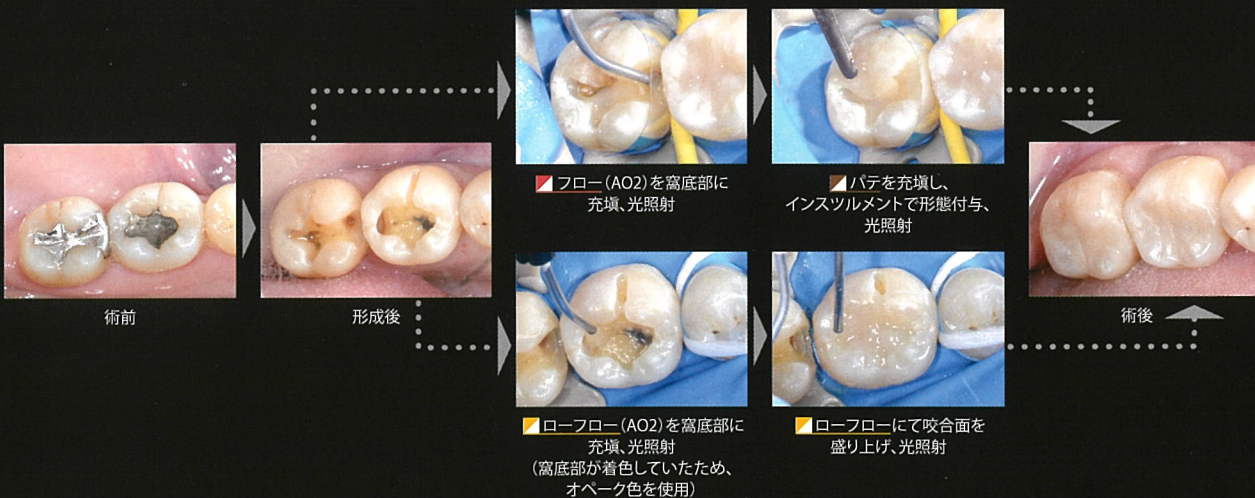 術前
形成後
フロー(AO2)を窩底部に
充塡、光照射
パテを充塡し、
インスツルメントで形態付与、
光照射
ローフロー(AO2)を窩底部に
充塡、光照射
(窩底部が着色していたため、
オペーク色を使用)
ローフローにて咬合面を
盛り上げ、光照射
術後